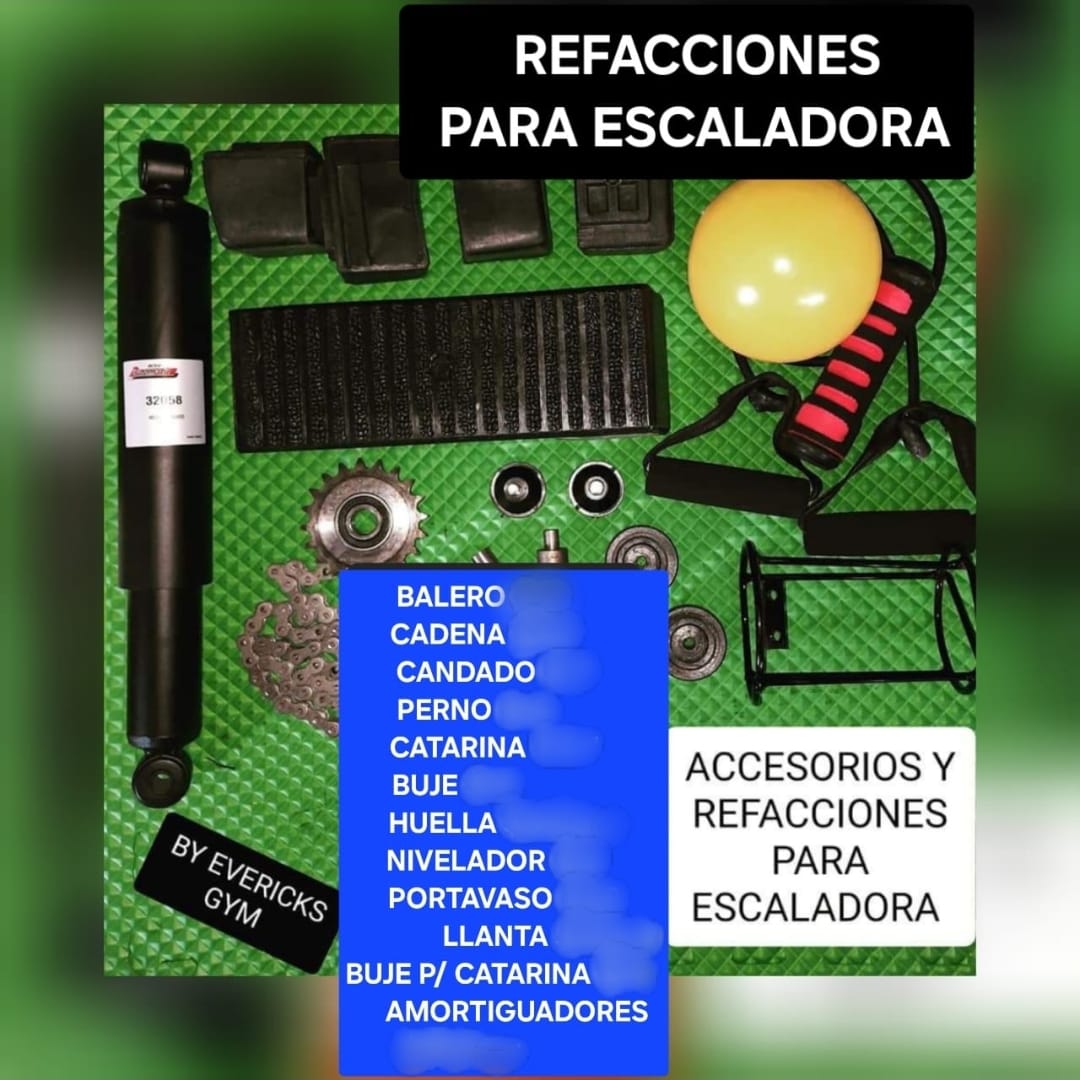 REFACCIONES
PARA ESCALADORA
32058
BALERO
CADENA
CANDADO
PERNO
CATARINA
BUJE
HUELLA
NIVELADOR
PORTAVASO
LLANTA
BUJE P/ CATARINA
AMORTIGUADORES
ACCESORIOS Y
REFACCIONES
PARA
ESCALADORA
BY EVERICKS
GYM